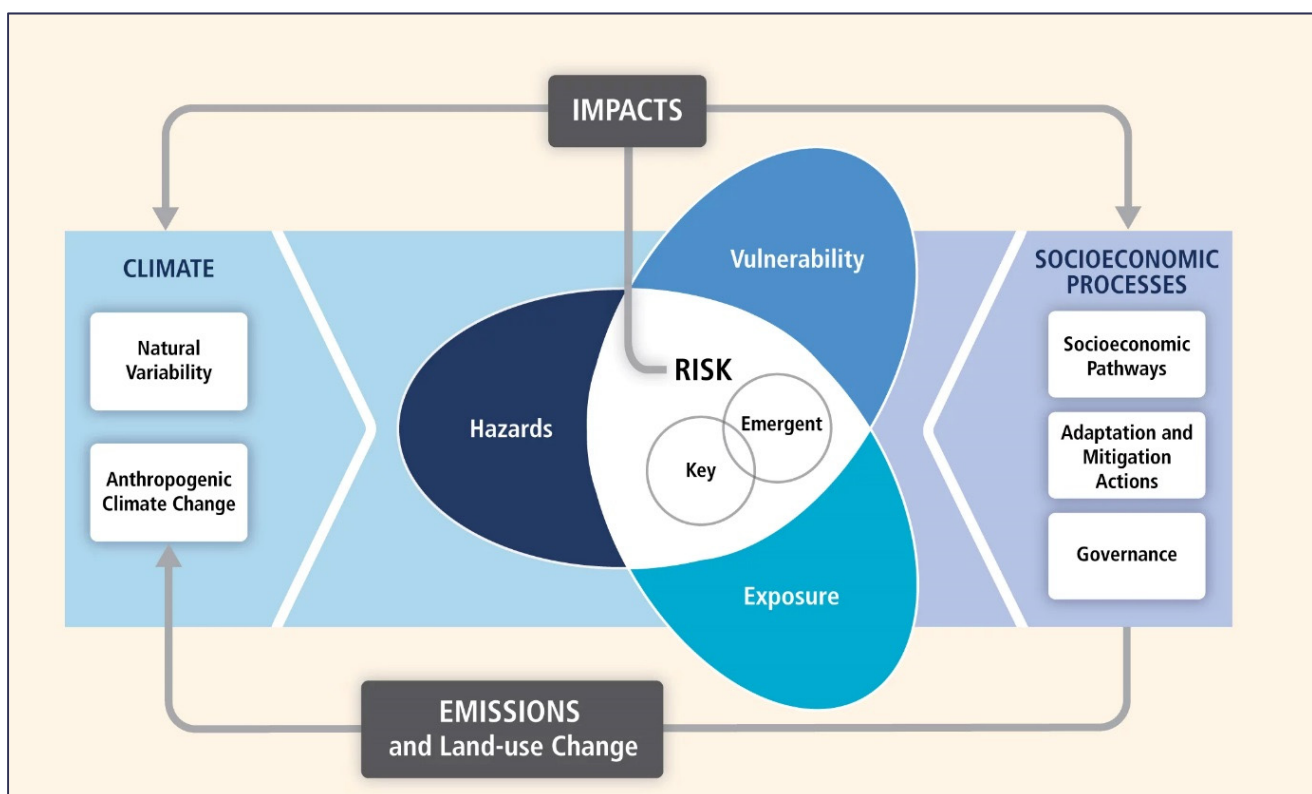 IMPACTS
CLIMATE
Natural
Variability
Anthropogenic
Climate Change
Vulnerability
Hazards
RISK
Emergent
Key
Exposure
SOCIOECONOMIC
PROCESSES
Socioeconomic
Pathways
Adaptation and
Mitigation
Actions
Governance
EMISSIONS
and Land-use Change